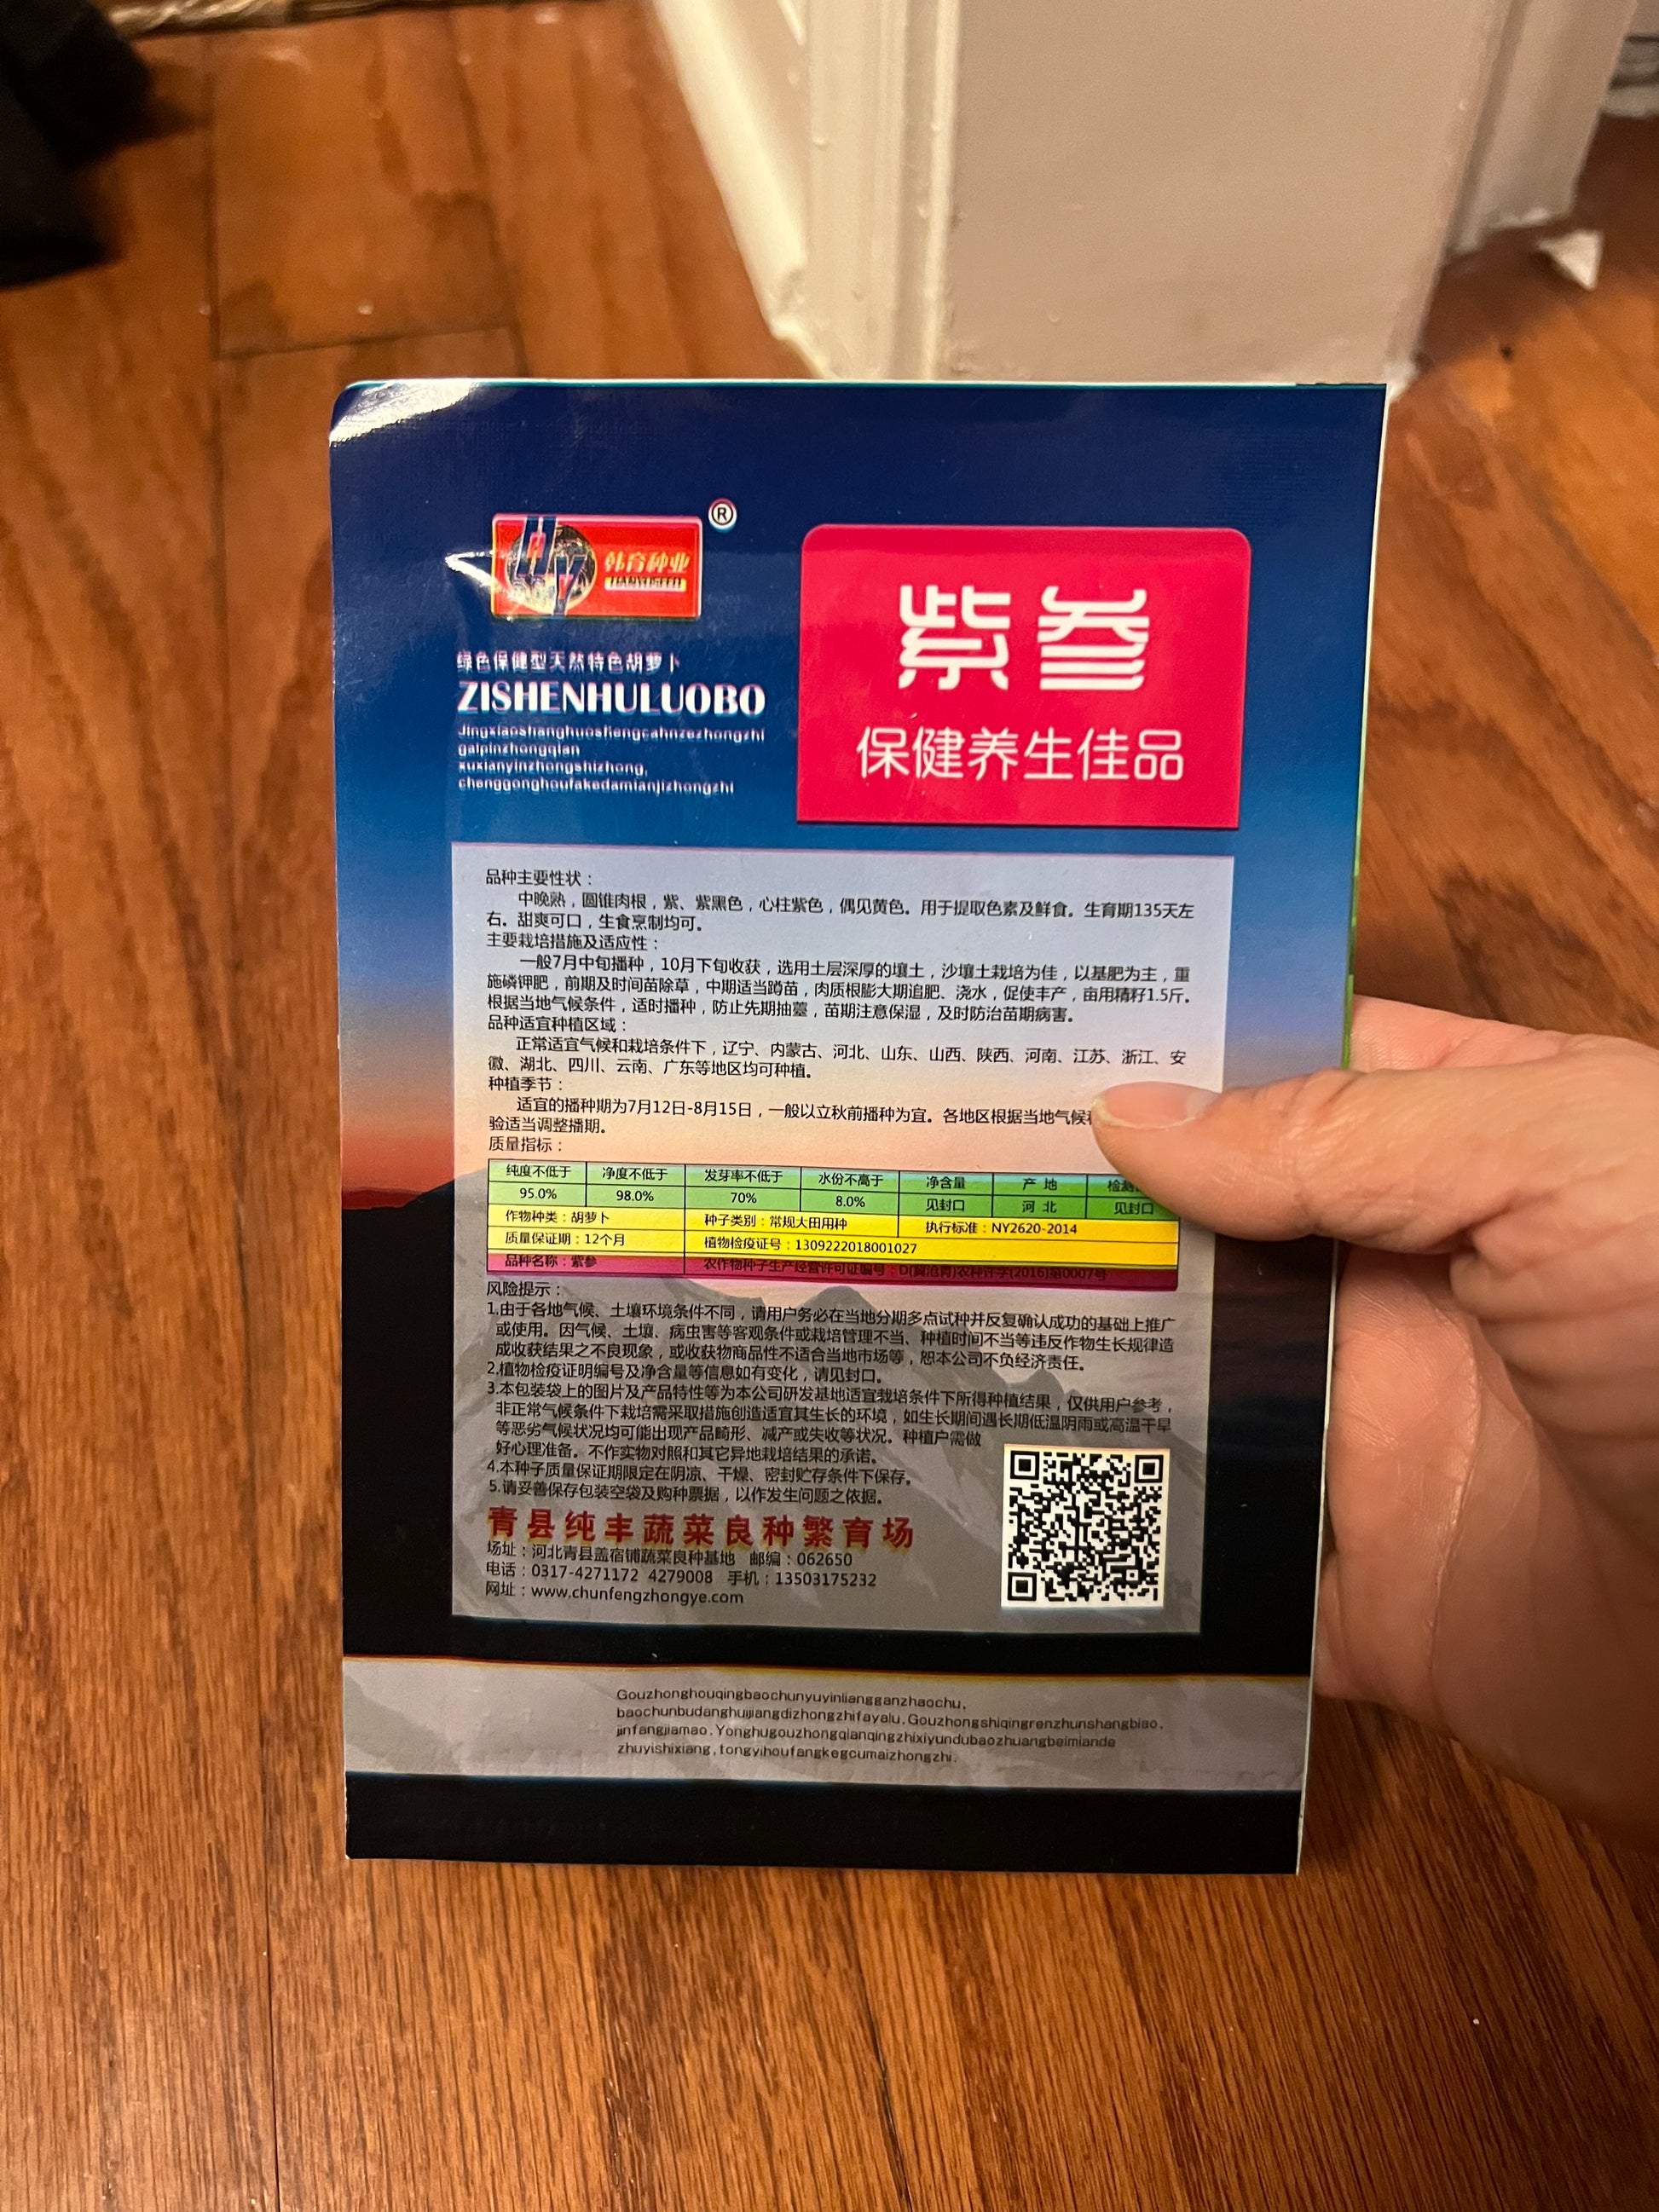 ®
韩育种业
HANYUSEED
绿色保健型天然特色胡萝卜
ZISHENHULUOBO
Jingxiaoshanghuoshengcahnzezhongzhi
gaipinzhongqian
xuxianyinzhongshizhong,
chenggonghoufakedamianjizhongzhi
紫参
保健养生佳品
品种主要性状：
中晚熟，圆锥肉根，紫、紫黑色，心柱紫色，偶见黄色。用于提取色素及鲜食。生育期135天左
右。甜爽可口，生食烹制均可。
主要栽培措施及适应性：
一般7月中旬播种，10月下旬收获，选用土层深厚的壤土，沙壤土栽培为佳，以基肥为主，重
施磷钾肥，前期及时间苗除草，中期适当蹲苗，肉质根膨大期追肥、浇水，促使丰产，亩用精籽1.5斤。
根据当地气候条件，适时播种，防止先期抽薹，苗期注意保湿，及时防治苗期病害。
品种适宜种植区域：
正常适宜气候和栽培条件下，辽宁、内蒙古、河北、山东、山西、陕西、河南、江苏、浙江、安
徽、湖北、四川、云南、广东等地区均可种植。
种植季节：
适宜的播种期为7月12日-8月15日，一般以立秋前播种为宜。各地区根据当地气候
验适当调整播期。
质量指标：
纯度不低于 净度不低于 发芽率不低于 水份不高于 净含量 产 地 检测
95.0% 98.0% 70% 8.0% 见封口 河 北 见封口
作物种类：胡萝卜 种子类别：常规大田用种 执行标准：NY2620-2014
质量保证期：12个月 植物检疫证号：1309222018001027
品种名称：紫参 农作物种子生产经营许可证编号：D(冀沧青)农种许字(2016)第0007号
风险提示：
1.由于各地气候、土壤环境条件不同，请用户务必在当地分期多点试种并反复确认成功的基础上推广
或使用。因气候、土壤、病虫害等客观条件或栽培管理不当、种植时间不当等违反作物生长规律造
成收获结果之不良现象，或收获物商品性不适合当地市场等，恕本公司不负经济责任。
2.植物检疫证明编号及净含量等信息如有变化，请见封口。
3.本包装袋上的图片及产品特性等为本公司研发基地适宜栽培条件下所得种植结果，仅供用户参考，
非正常气候条件下栽培需采取措施创造适宜其生长的环境，如生长期间遇长期低温阴雨或高温干旱
等恶劣气候状况均可能出现产品畸形、减产或失收等状况。种植户需做
好心理准备。不作实物对照和其它异地栽培结果的承诺。
4.本种子质量保证期限定在阴凉、干燥、密封贮存条件下保存。
5.请妥善保存包装空袋及购种票据，以作发生问题之依据。
青县纯丰蔬菜良种繁育场
场址：河北青县盖宿铺蔬菜良种基地 邮编：062650
电话：0317-4271172 4279008 手机：13503175232
网址：www.chunfengzhongye.com
Gouzhonghouqingbaochunyuyinliangganzhaochu,
baochunbudanghuijiangdizhongzhifayalu.Gouzhongshiqingrenzhunshangbiao,
jinfangjiamao.Yonghugouzhongqianqingzhixiyundubaozhuangbeimiande
zhuyishixiang,tongyihoufangkegcumaizhongzhi.